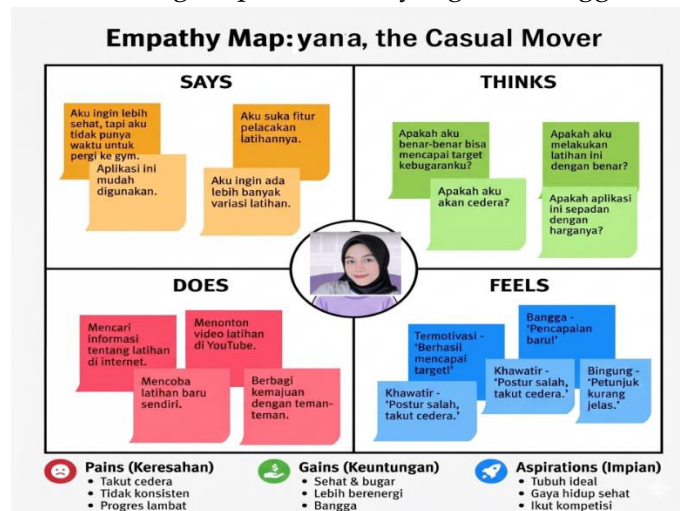 Empathy Map: yana, the Casual Mover
SAYS
Aku ingin lebih
sehat, tapi aku
tidak punya
waktu untuk
pergi ke gym.
Aku suka fitur
pelacakan
latihannya.
Aplikasi ini
mudah
digunakan.
Aku ingin ada
lebih banyak
variasi latihan.
THINKS
Apakah aku
benar-benar bisa
mencapai target
kebugaranku?
Apakah aku
melakukan
latihan ini
dengan benar?
Apakah aku
akan cedera?
Apakah aplikasi
ini sepadan
dengan
harganya?
DOES
Mencari
informasi
tentang latihan
di internet.
Menonton
video latihan
di YouTube.
Mencoba
latihan baru
sendiri.
Berbagi
kemajuan
dengan teman-
teman.
FEELS
Termotivasi -
'Berhasil
mencapai
target!'
Bangga -
'Pencapaian
baru!'
Khawatir -
'Postur salah,
takut cedera.'
Khawatir -
'Postur salah,
takut cedera.'
Bingung -
'Petunjuk
kurang
jelas.'
Pains (Keresahan)
• Takut cedera
• Tidak konsisten
• Progres lambat
Gains (Keuntungan)
• Sehat & bugar
• Lebih berenergi
• Bangga
Aspirations (Impian)
• Tubuh ideal
• Gaya hidup sehat
• Ikut kompetisi